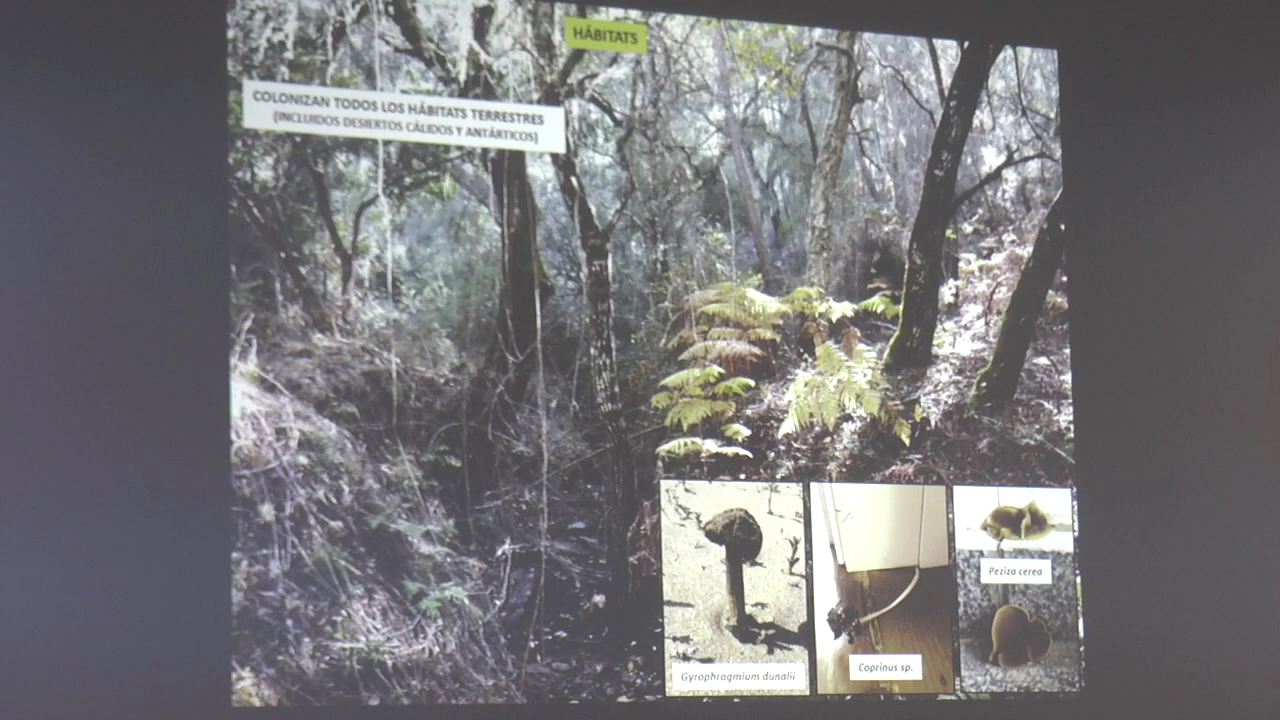 HÁBITATS
COLONIZAN TODOS LOS HÁBITATS TERRESTRES
(INCLUIDOS DESIERTOS CÁLIDOS Y ANTÁRTICOS)
Peziza cerea
Gyrophragmium dunalii
Coprinus sp.